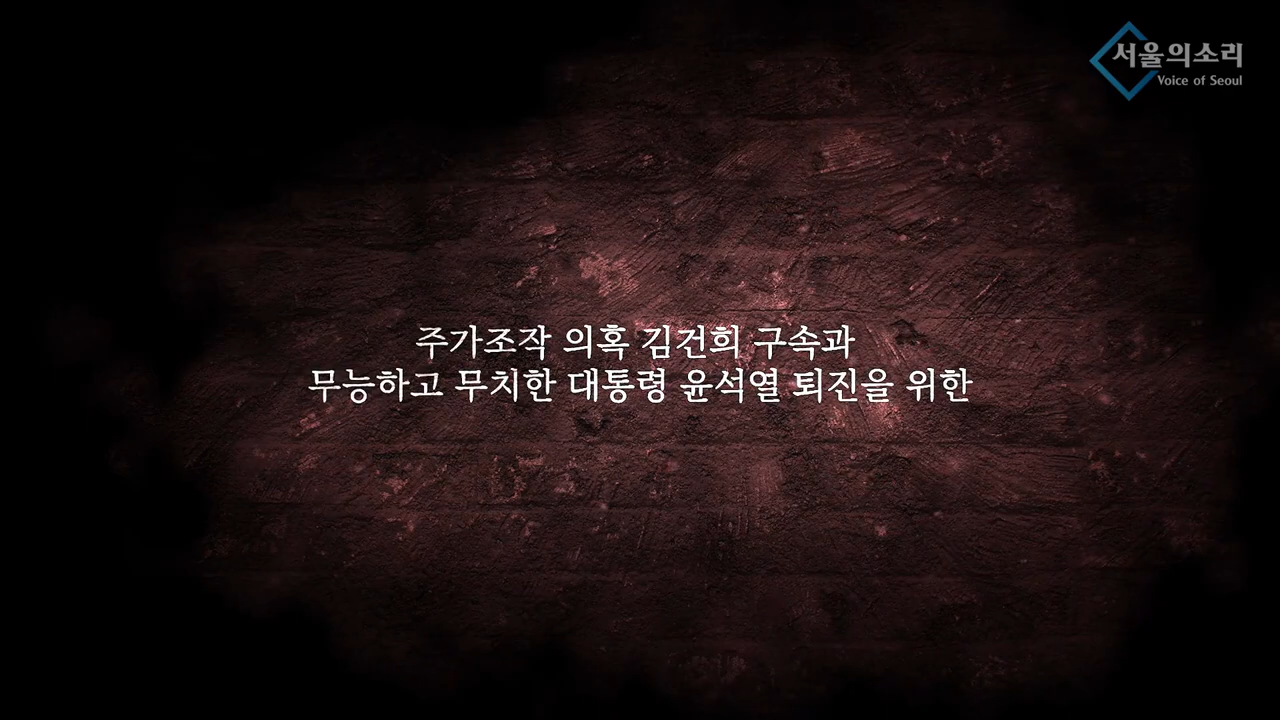 서울의소리
Voice of Seoul
주가조작 의혹 김건희 구속과
무능하고 무치한 대통령 윤석열 퇴진을 위한